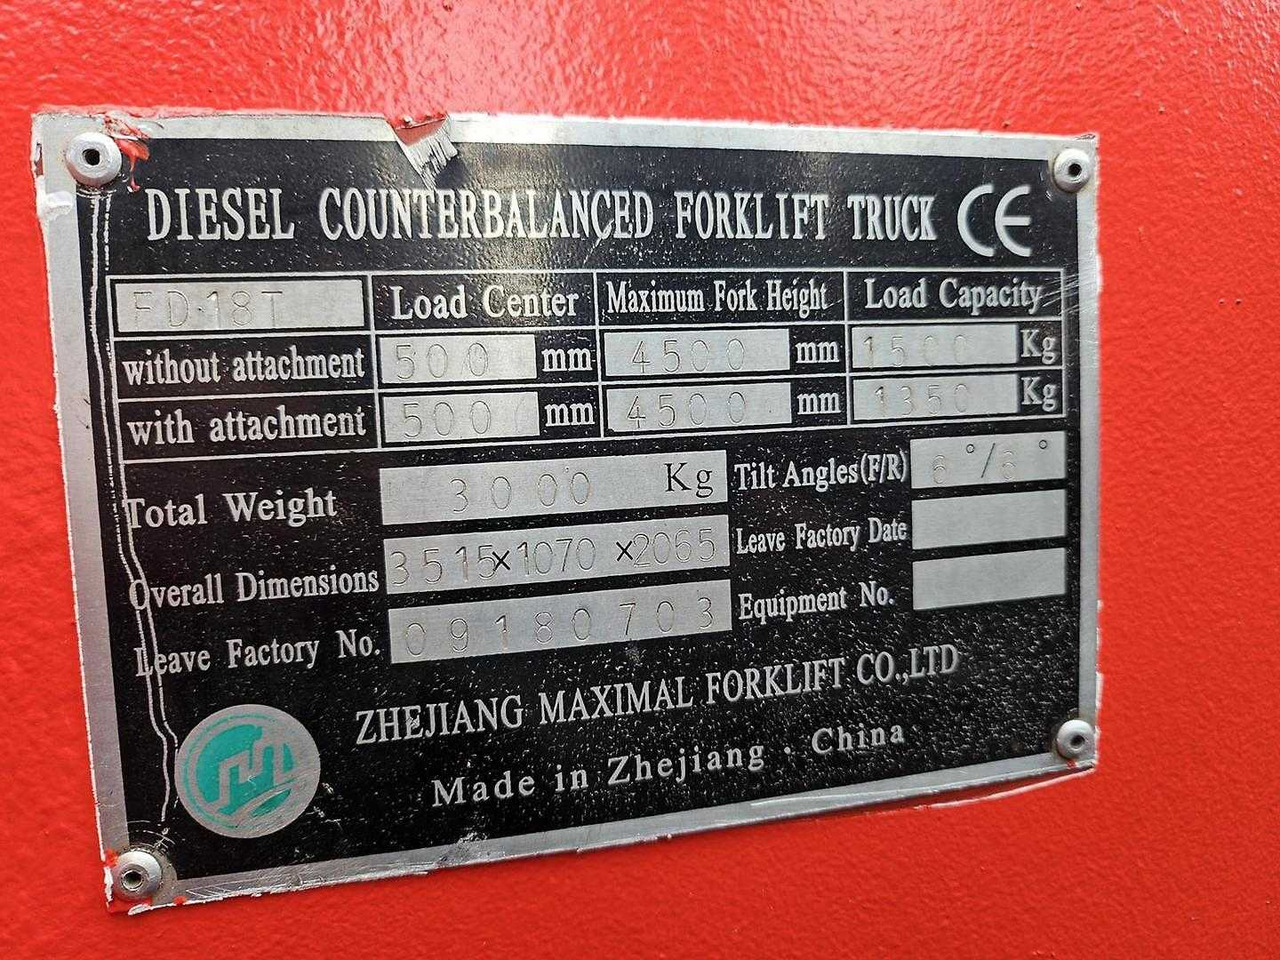 DIESEL COUNTERBALANCED FORKLIFT TRUCK CE
FD18T Load Center Maximum Fork Height Load Capacity
without attachment 500 mm 4500 mm 1500 Kg
with attachment 500 mm 4500 mm 1350 Kg
Total Weight 3000 Kg Tilt Angles(F/R) 6°/6°
Overall Dimensions 3515×1070×2065 Leave Factory Date
Leave Factory No. 09180703 Equipment No.
ZHEJIANG MAXIMAL FORKLIFT CO.,LTD
Made in Zhejiang · China